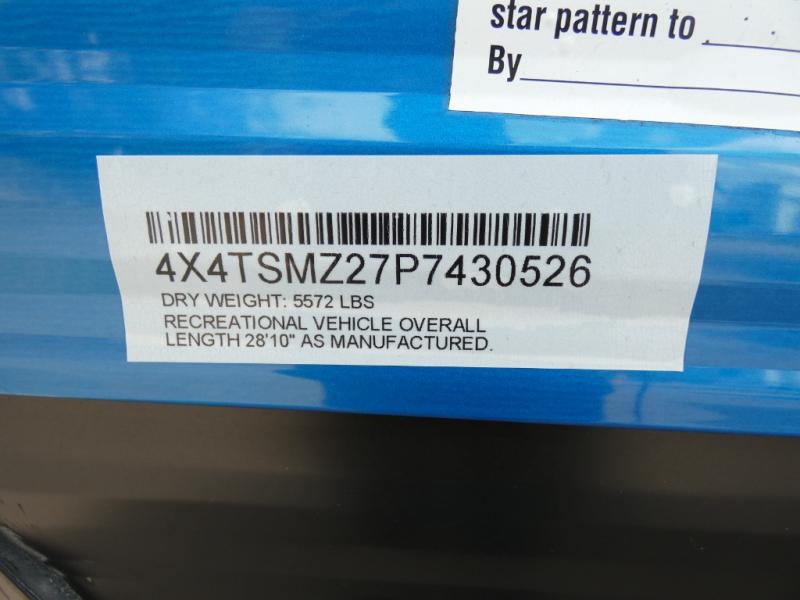 star pattern to
By
4X4TSMZ27P7430526
DRY WEIGHT: 5572 LBS
RECREATIONAL VEHICLE OVERALL
LENGTH 28'10" AS MANUFACTURED.